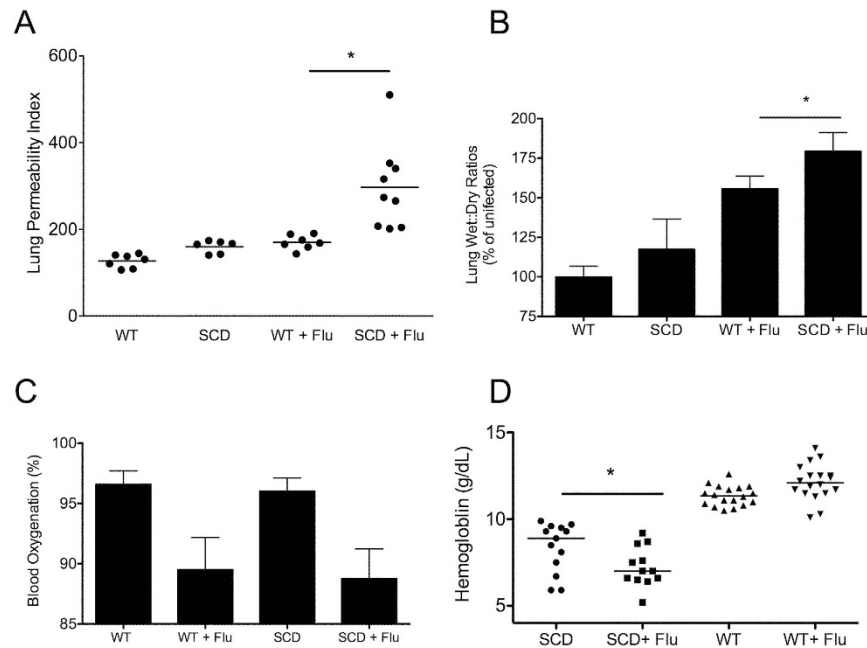 A
Lung Permeability Index
600
400
200
0
*
WT SCD WT + Flu SCD + Flu
B
Lung Wet::Dry Ratios
(% of unifected)
200
175
150
125
100
75
*
WT SCD WT + Flu SCD + Flu
C
Blood Oxygenation (%)
100
95
90
85
WT WT + Flu SCD SCD + Flu
D
Hemogloblin (g/dL)
15
10
5
*
SCD SCD+ Flu WT WT+ Flu